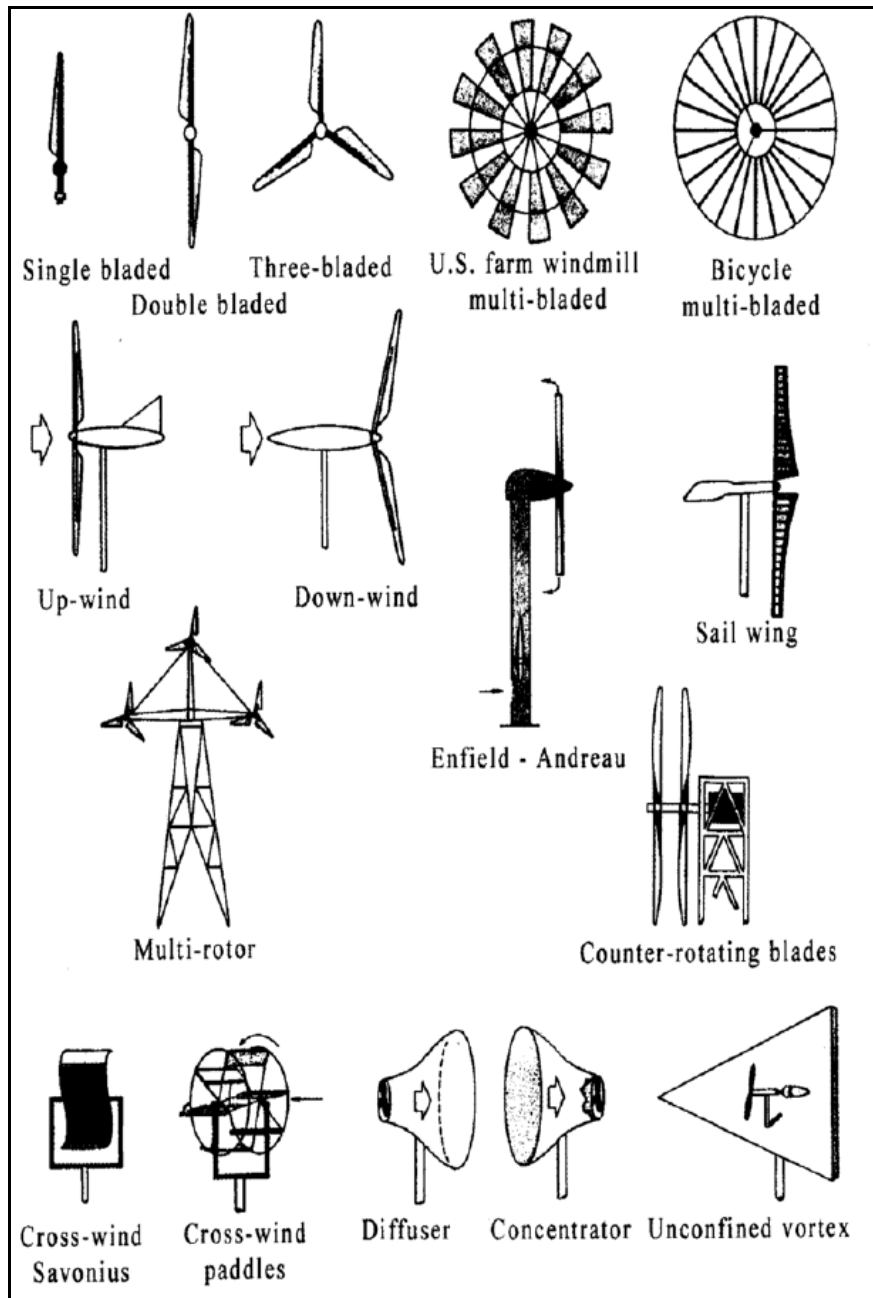 Single bladed
Double bladed
Three-bladed
U.S. farm windmill
multi-bladed
Bicycle
multi-bladed
Up-wind
Down-wind
Enfield - Andreau
Sail wing
Multi-rotor
Counter-rotating blades
Cross-wind
Savonius
Cross-wind
paddles
Diffuser
Concentrator
Unconfined vortex